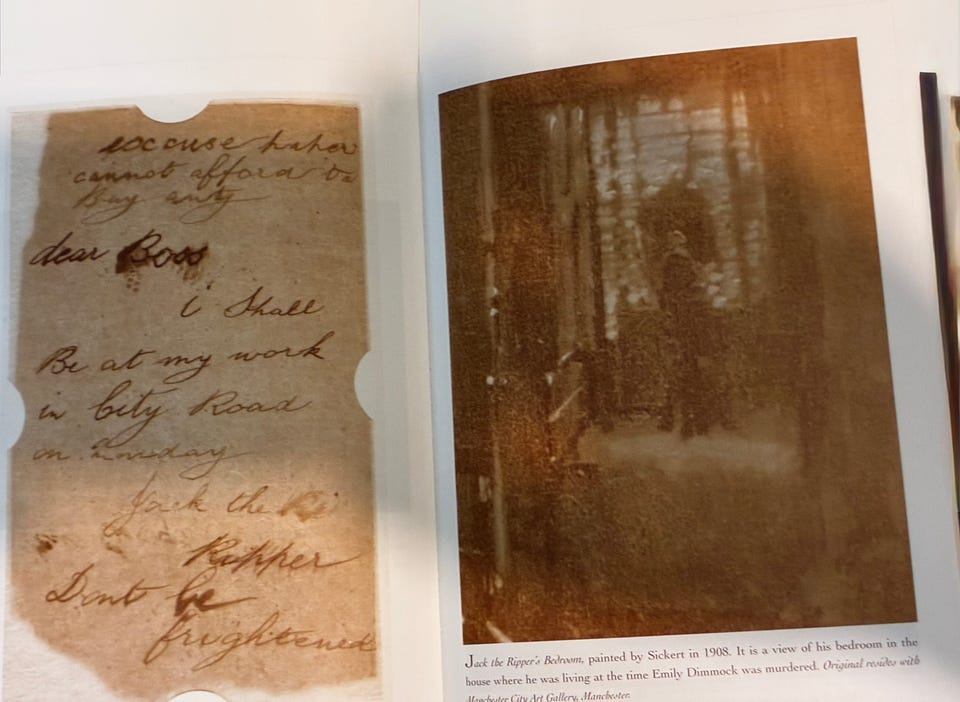 excuse paper
cannot afford to
Buy any
dear Boss
i Shall
Be at my work
in City Road
on
Jack the Ri
Ripper
Dont be
frightened
Jack the Ripper's Bedroom, painted by Sickert in 1908. It is a view of his bedroom in the
house where he was living at the time Emily Dimmock was murdered. Original resides with
Manchester City Art Gallery, Manchester.